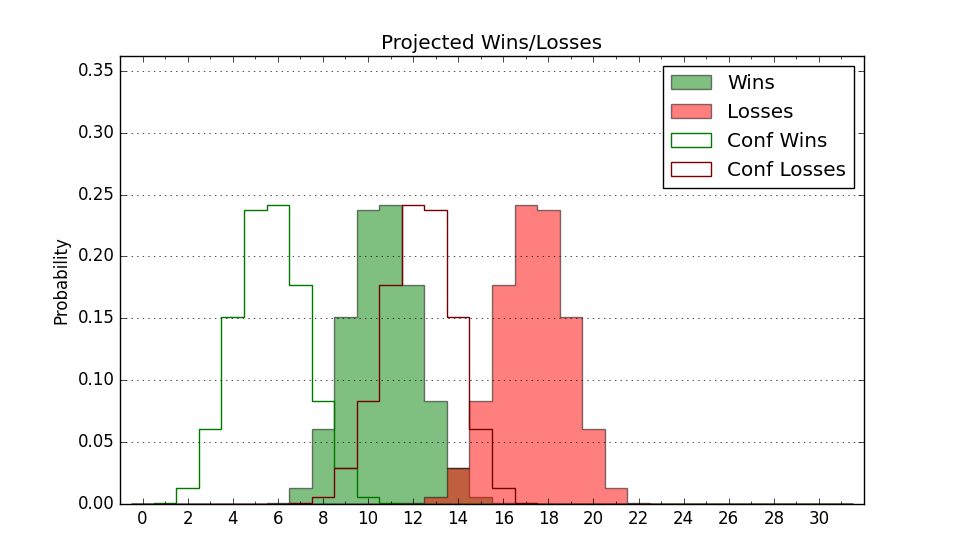 Projected Wins/Losses
Wins
Losses
Conf Wins
Conf Losses
Probability
0.35
0.30
0.25
0.20
0.15
0.10
0.05
0.00
0 2 4 6 8 10 12 14 16 18 20 22 24 26 28 30